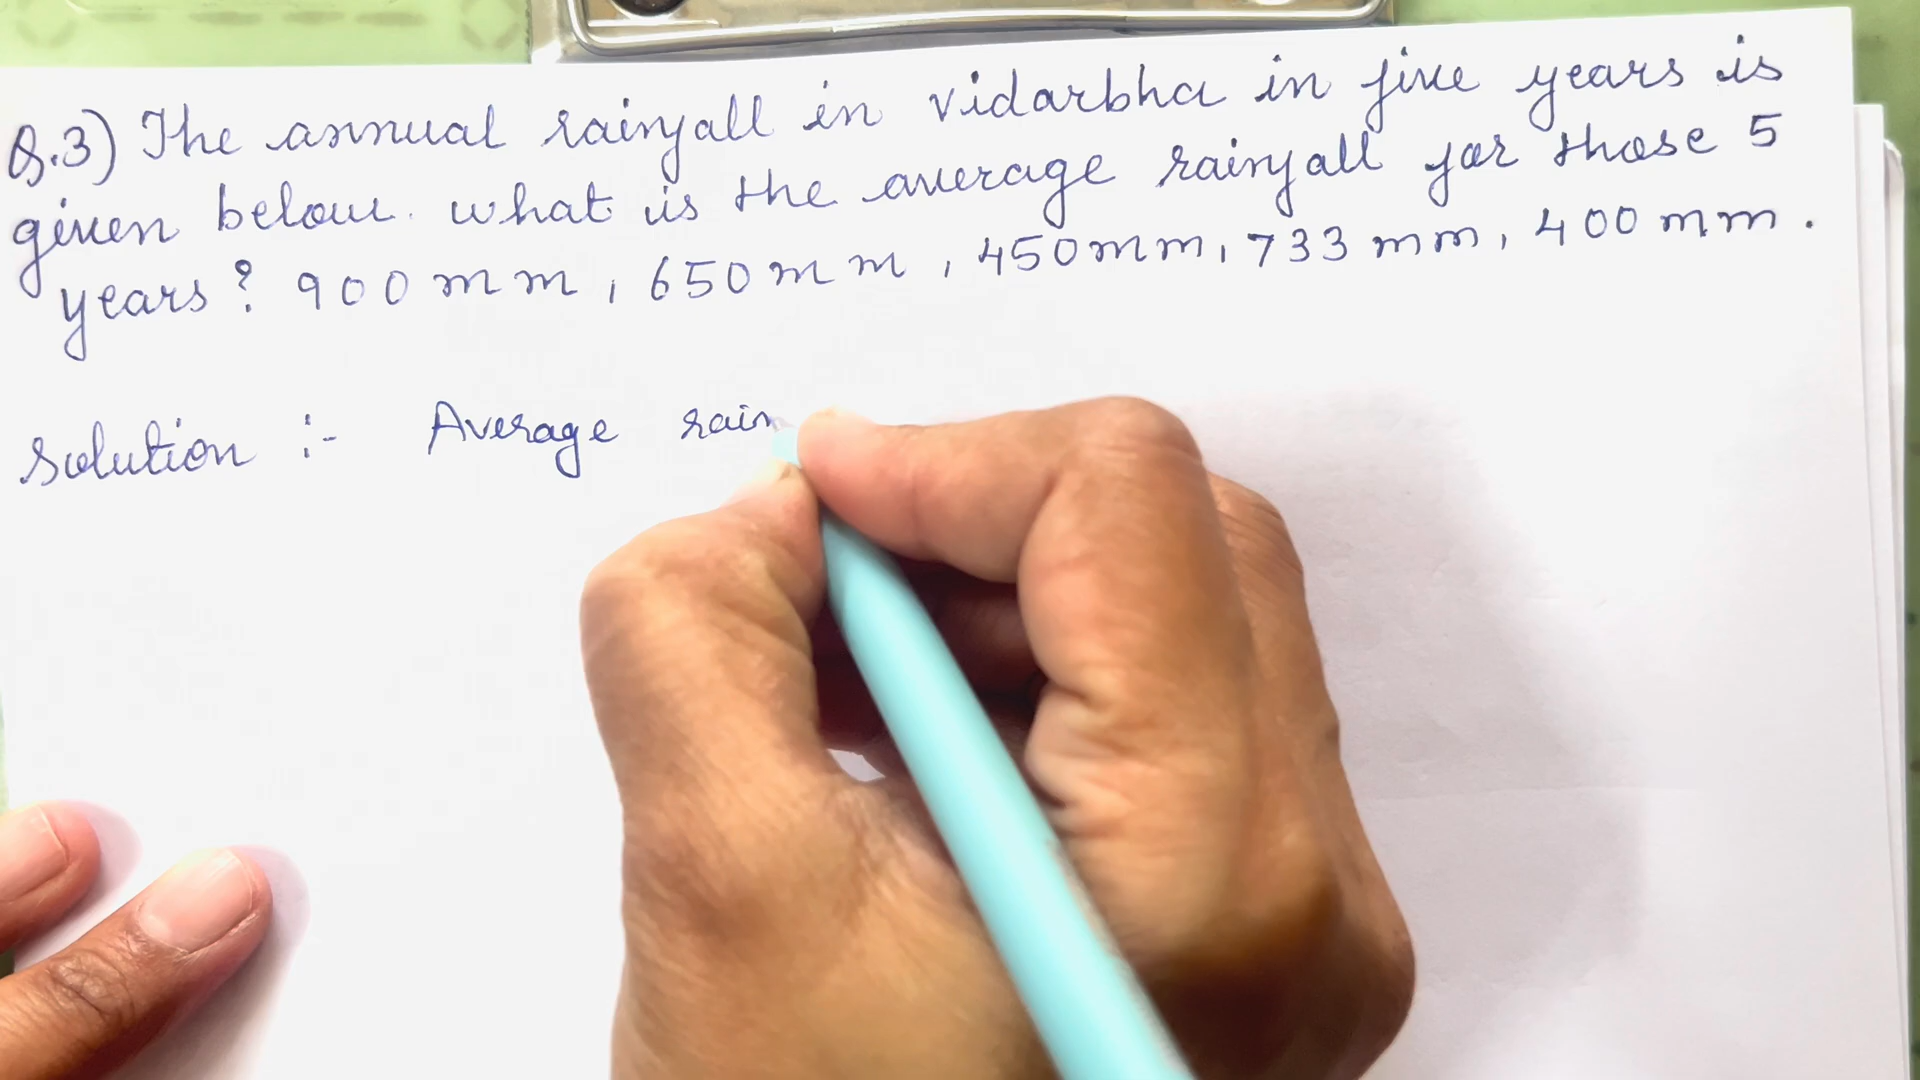 Q.3) The annual rainfall in vidarbha in five years is
given below. what is the average rainfall for those 5
years? 900 mm, 650 mm, 450mm, 733 mm, 400 mm.
solution :- Average rain